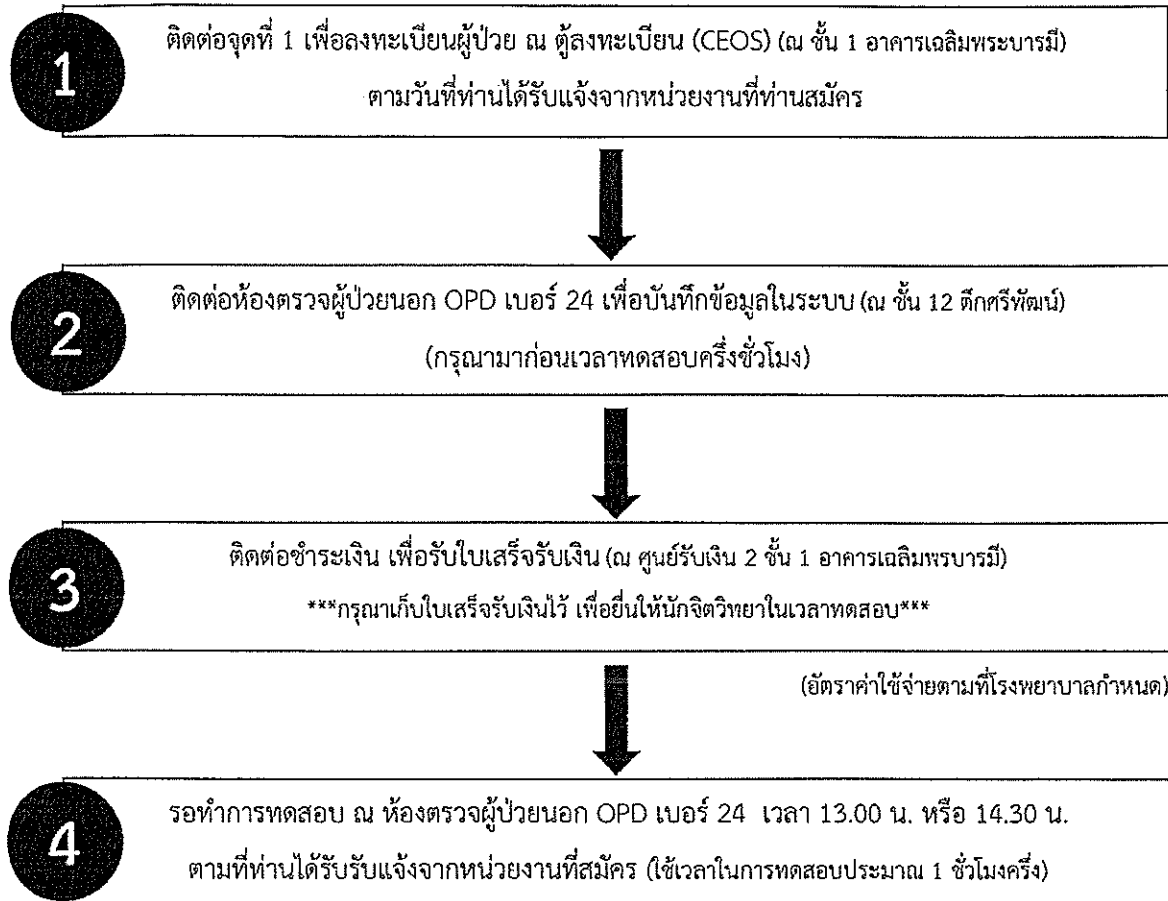 1
ติดต่อจุดที่ 1 เพื่อลงทะเบียนผู้ป่วย ณ ตู้ลงทะเบียน (CEOS) (ณ ชั้น 1 อาคารเฉลิมพระบารมี)
ตามวันที่ท่านได้รับแจ้งจากหน่วยงานที่ท่านสมัคร
2
ติดต่อห้องตรวจผู้ป่วยนอก OPD เบอร์ 24 เพื่อบันทึกข้อมูลในระบบ (ณ ชั้น 12 ตึกศรีพัฒน์)
(กรุณามาก่อนเวลาทดสอบครึ่งชั่วโมง)
3
ติดต่อชำระเงิน เพื่อรับใบเสร็จรับเงิน (ณ ศูนย์รับเงิน 2 ชั้น 1 อาคารเฉลิมพรบารมี)
***กรุณาเก็บใบเสร็จรับเงินไว้ เพื่อยื่นให้นักจิตวิทยาในเวลาทดสอบ***
(อัตราค่าใช้จ่ายตามที่โรงพยาบาลกำหนด)
4
รอทำการทดสอบ ณ ห้องตรวจผู้ป่วยนอก OPD เบอร์ 24 เวลา 13.00 น. หรือ 14.30 น.
ตามที่ท่านได้รับรับแจ้งจากหน่วยงานที่สมัคร (ใช้เวลาในการทดสอบประมาณ 1 ชั่วโมงครึ่ง)